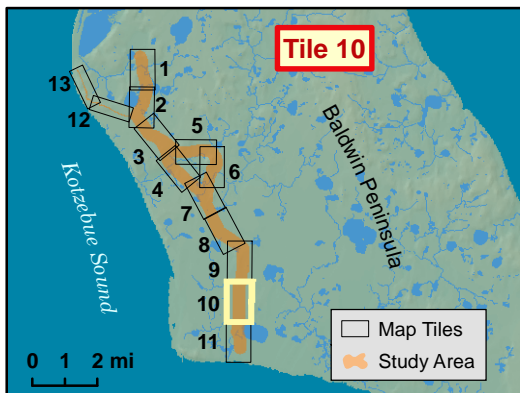 Tile 10
13
1
12
2
5
3
6
4
7
8
9
10
11
Kotzebue Sound
Baldwin Peninsula
0 1 2 mi
Map Tiles
Study Area